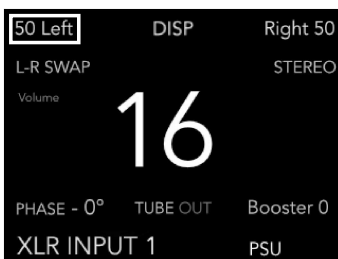 50 Left DISP Right 50
L-R SWAP STEREO
Volume
16
PHASE - 0° TUBE OUT Booster 0
XLR INPUT 1 PSU